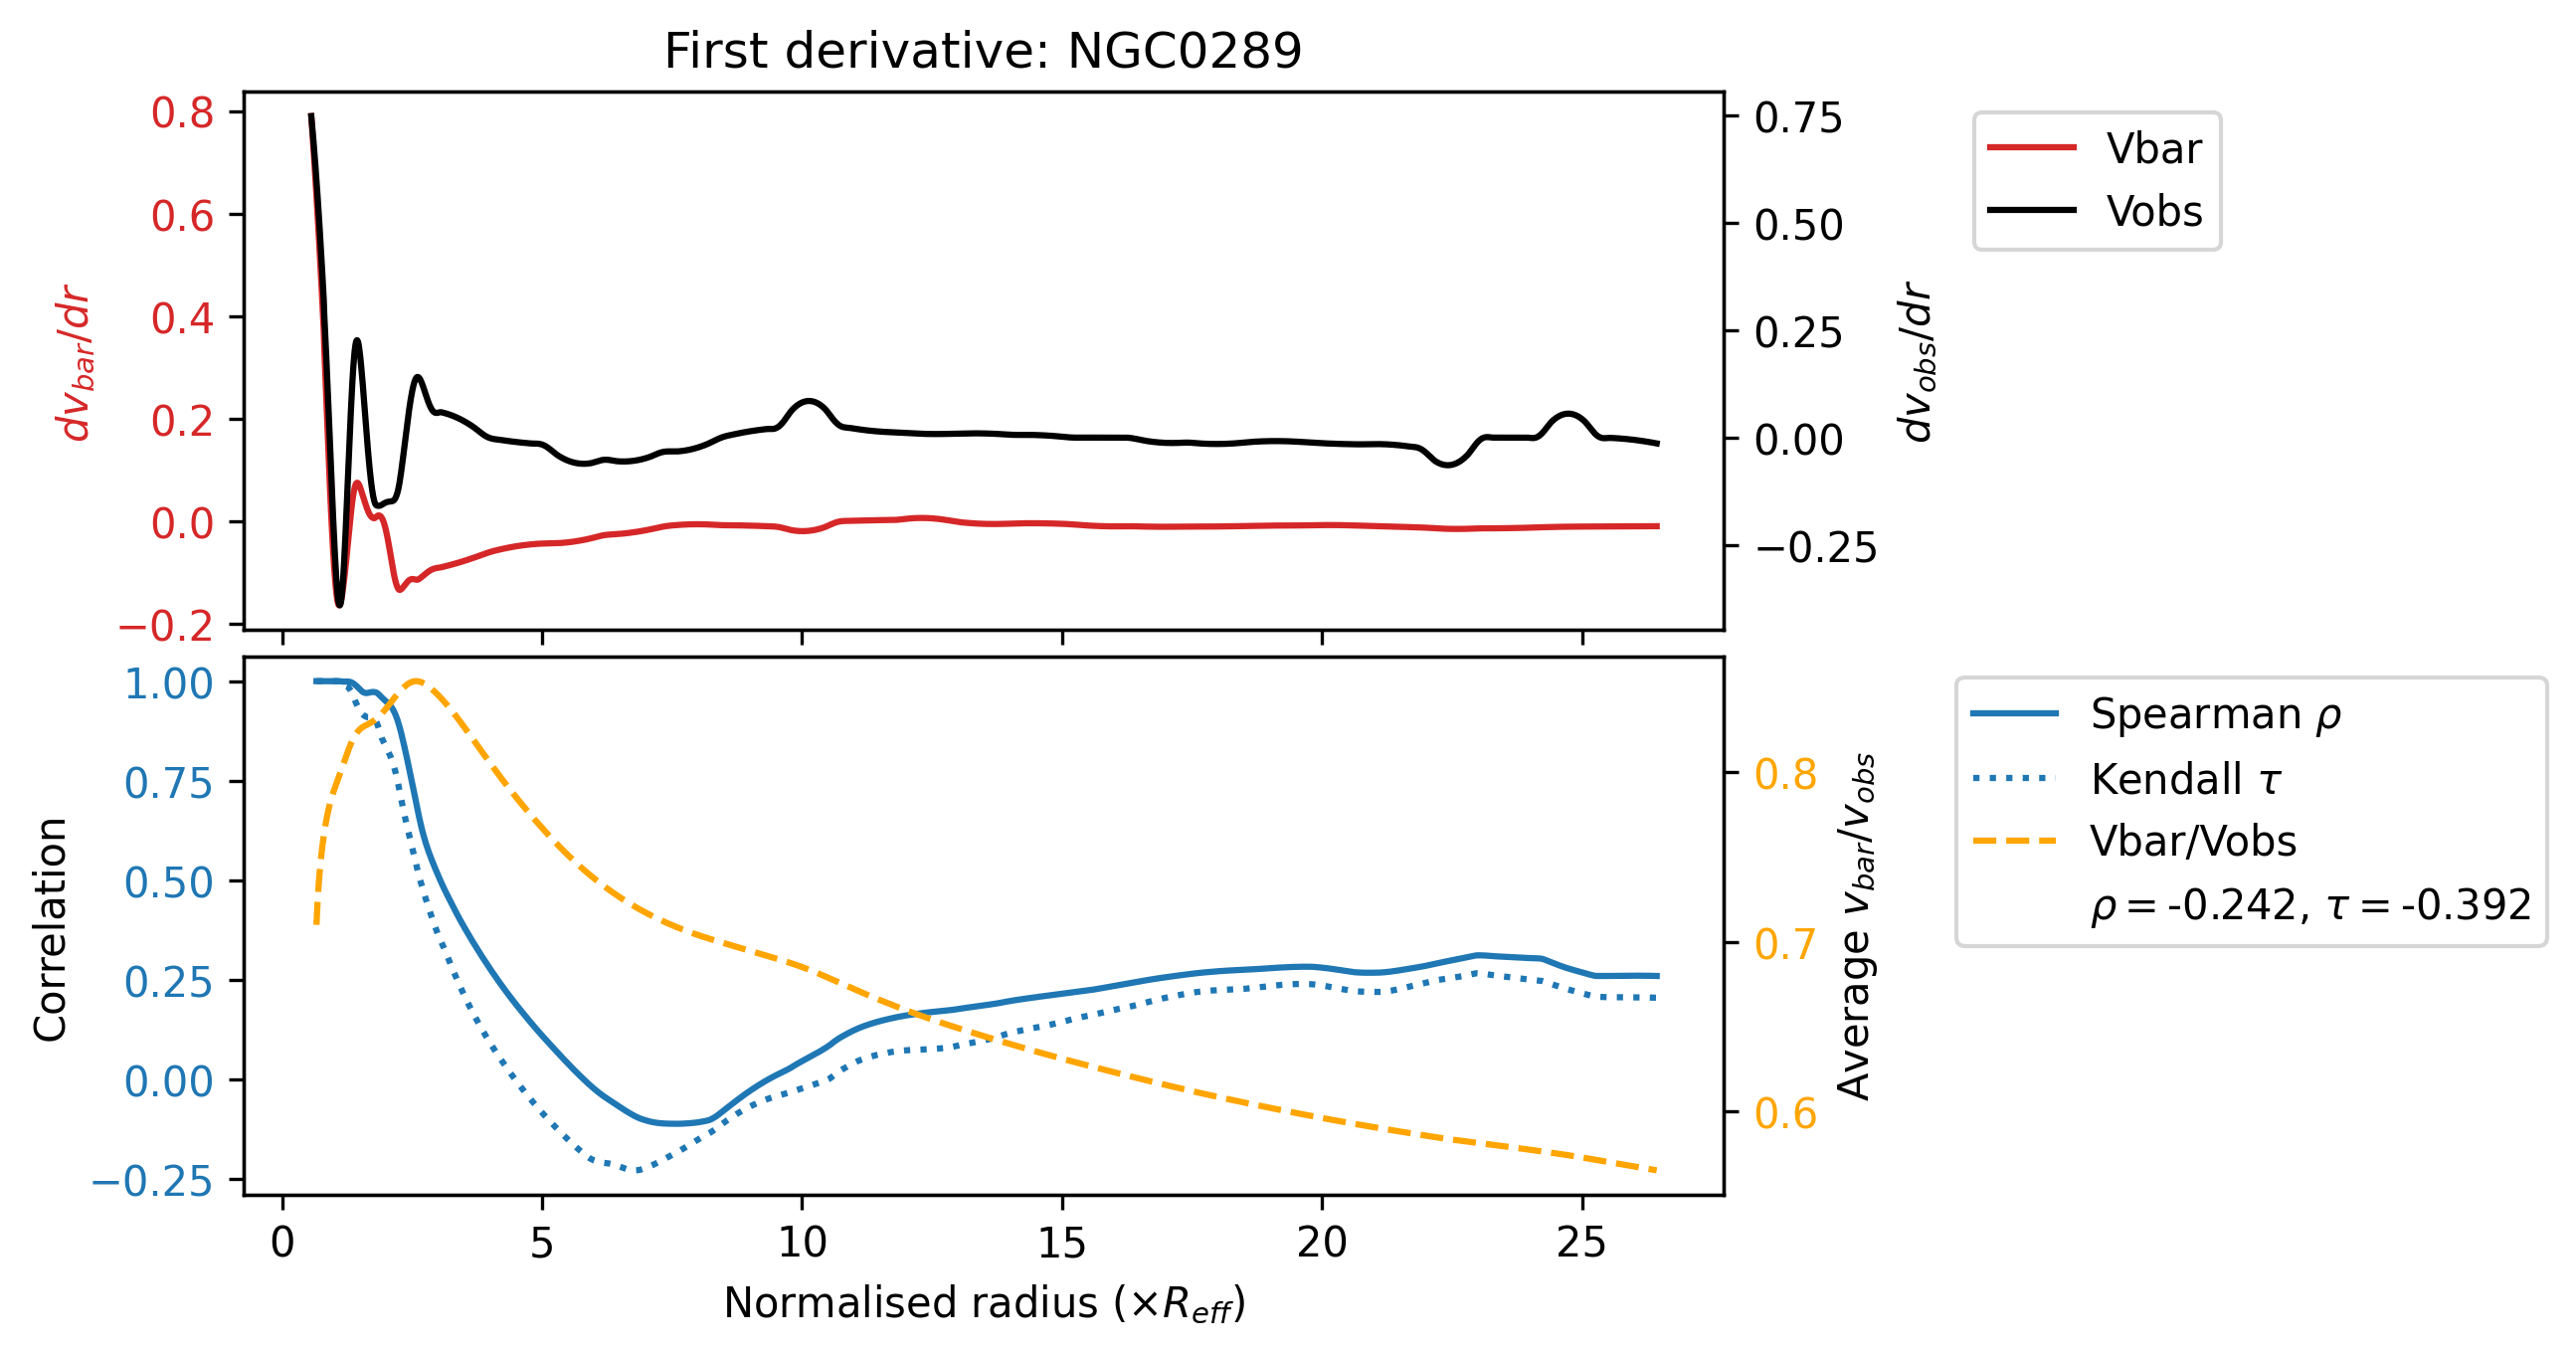 First derivative: NGC0289
0.8
0.6
0.4
0.2
0.0
−0.2
dv_bar/dr
0.75
0.50
0.25
0.00
−0.25
dv_obs/dr
Vbar
Vobs
1.00
0.75
0.50
0.25
0.00
−0.25
Correlation
0.8
0.7
0.6
Average v_bar/v_obs
Spearman ρ
Kendall τ
Vbar/Vobs
ρ = -0.242, τ = -0.392
0 5 10 15 20 25
Normalised radius (×R_eff)